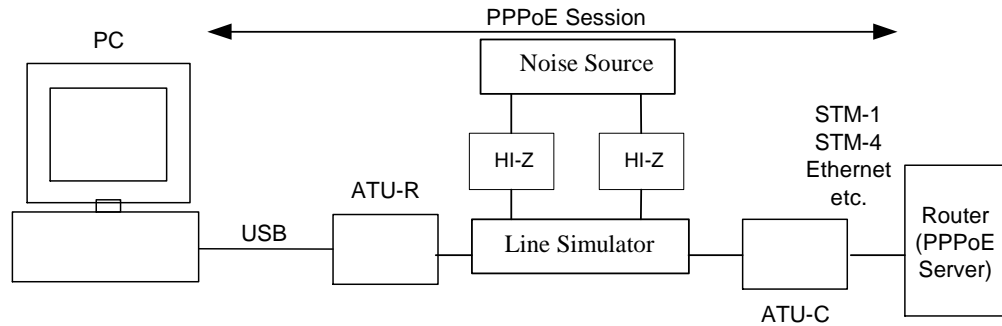 PPPoE Session
PC
Noise Source
STM-1
STM-4
Ethernet
etc.
HI-Z
HI-Z
ATU-R
USB
Line Simulator
Router
(PPPoE
Server)
ATU-C